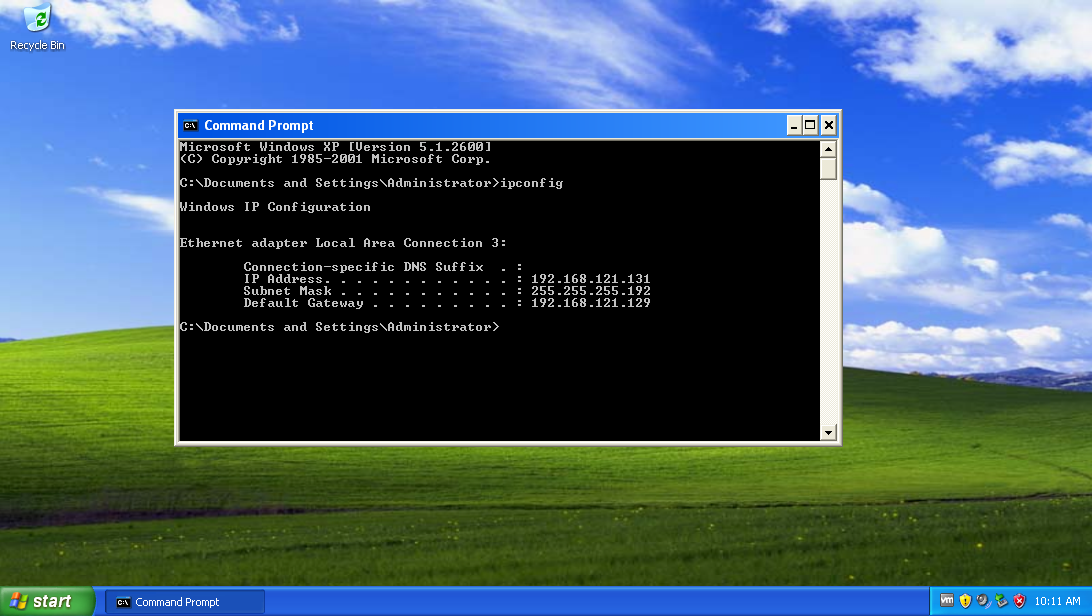 Recycle Bin
Command Prompt
Microsoft Windows XP [Version 5.1.2600]
(C) Copyright 1985-2001 Microsoft Corp.
C:\Documents and Settings\Administrator>ipconfig
Windows IP Configuration
Ethernet adapter Local Area Connection 3:
Connection-specific DNS Suffix . :
IP Address. . . . . . . . . . . . : 192.168.121.131
Subnet Mask . . . . . . . . . . . : 255.255.255.192
Default Gateway . . . . . . . . . : 192.168.121.129
C:\Documents and Settings\Administrator>
start
Command Prompt
vm
10:11 AM